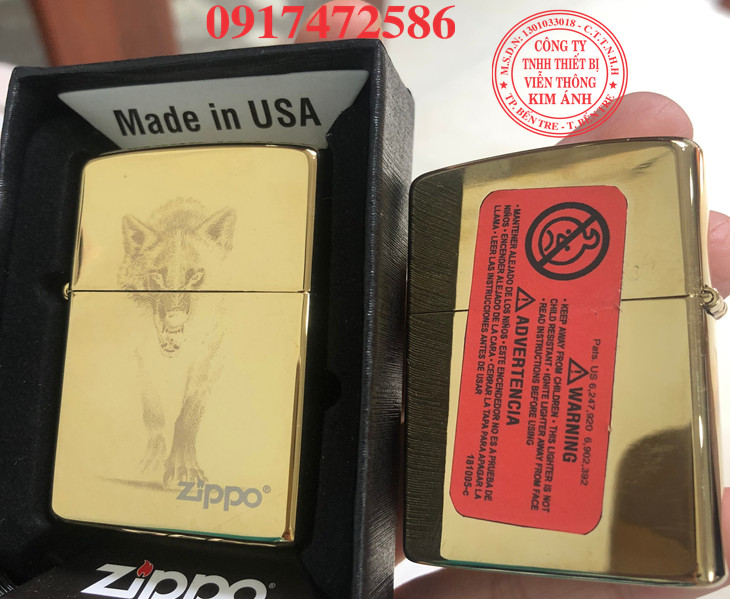 0917472586
M.S.D.N: 1301033018 - C.T.T.N.H.H
CÔNG TY
TNHH THIẾT BỊ
VIỄN THÔNG
KIM ÁNH
TP. BẾN TRE - T. BẾN TRE
Made in USA
zippo®
zippo
• MANTENER ALEJADO DE LOS
NIÑOS • ENCENDER ALEJADO DE LA CARA • CERRAR LA TAPA PARA APAGAR LA
LLAMA • LEER LAS INSTRUCCIONES ANTES DE USAR
NIÑOS • ESTE ENCENDEDOR NO ES A PRUEBA DE
ADVERTENCIA
181005-c
• KEEP AWAY FROM CHILDREN • THIS LIGHTER IS NOT
CHILD RESISTANT • IGNITE LIGHTER AWAY FROM FACE
• READ INSTRUCTIONS BEFORE USING
WARNING
Pats. US 6,247,920 6,902,392